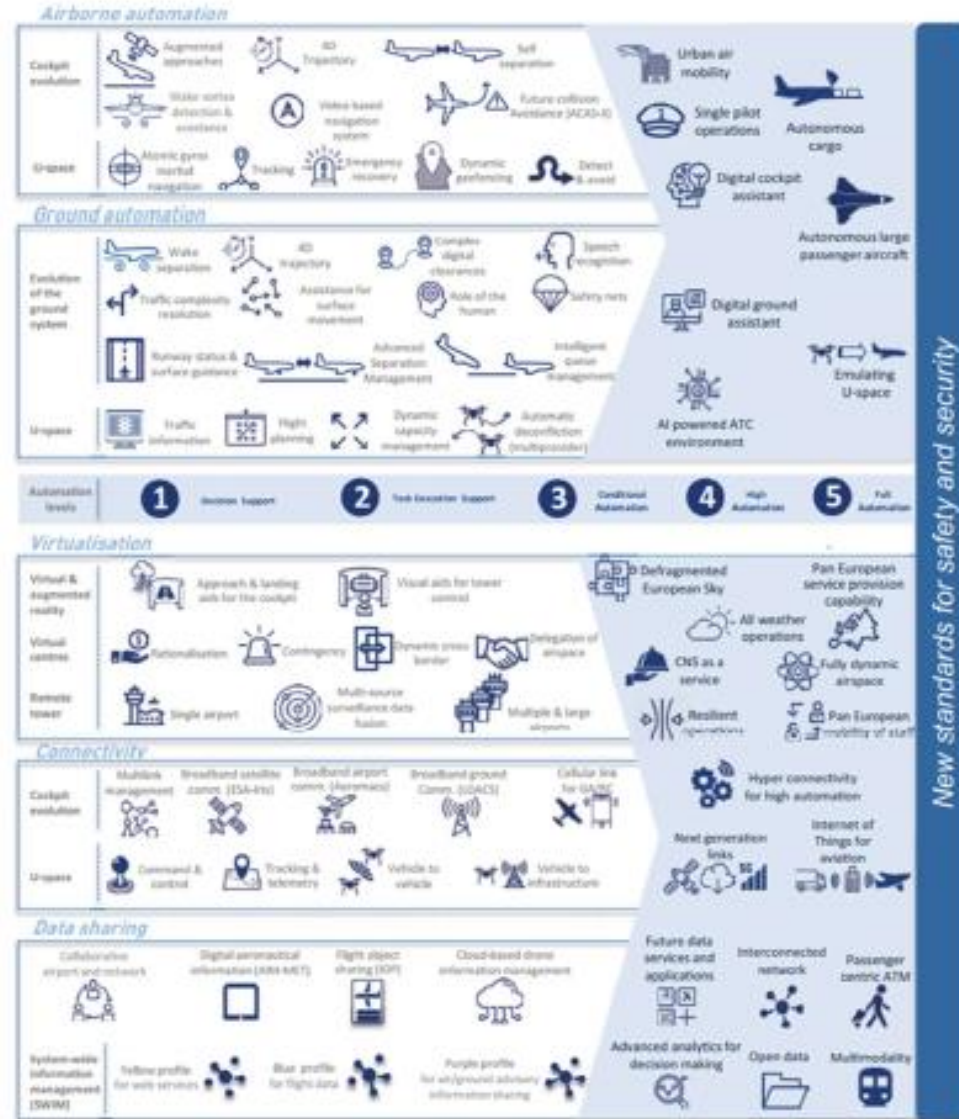 Airborne automation
Cockpit
evolution
Augmented
approaches
4D
Trajectory
Self
separation
Wake vortex
detection &
avoidance
Video based
navigation
system
Future collision
Avoidance (ACAS-X)
U-space
Atomic gyros
inertial
navigation
Tracking
Emergency
recovery
Dynamic
geofencing
Detect
& avoid
Urban air
mobility
Single pilot
operations
Autonomous
cargo
Digital cockpit
assistant
Autonomous large
passenger aircraft
Ground automation
Evolution
of the
ground
system
Wake
separation
4D
trajectory
Complex
digital
clearances
Speech
recognition
Traffic complexity
resolution
Assistance for
surface
movement
Role of the
human
Safety nets
Runway status &
surface guidance
Advanced
Separation
Management
Intelligent
queue
management
U-space
Traffic
information
Flight
planning
Dynamic
capacity
management
Automatic
deconfliction
(multiprovider)
Digital ground
assistant
Emulating
U-space
AI powered ATC
environment
Automation
levels
1 Decision Support
2 Task Execution Support
3 Conditional
Automation
4 High
Automation
5 Full
Automation
Virtualisation
Virtual &
augmented
reality
Approach & landing
aids for the cockpit
Visual aids for tower
control
Virtual
centres
Rationalisation
Contingency
Dynamic cross
border
Delegation of
airspace
Remote
tower
Single airport
Multi-source
surveillance data
fusion
Multiple & large
airports
Defragmented
European Sky
Pan European
service provision
capability
All weather
operations
CNS as a
service
Fully dynamic
airspace
Resilient
operations
Pan European
mobility of staff
Connectivity
Cockpit
evolution
Multilink
management
Broadband satellite
comm. (ESA-Iris)
Broadband airport
comm. (Aeromacs)
Broadband ground
Comm. (LDACS)
Cellular link
for GA/RC
U-space
Command &
control
Tracking &
telemetry
Vehicle to
vehicle
Vehicle to
infrastructure
Hyper connectivity
for high automation
Next generation
links
5G
Internet of
Things for
aviation
Data sharing
Collaborative
airport and network
Digital aeronautical
information (AIM-MET)
Flight object
sharing (IOP)
Cloud-based drone
information management
System-wide
information
management
(SWIM)
Yellow profile
for web services
Blue profile
for flight data
Purple profile
for air/ground advisory
information sharing
Future data
services and
applications
Interconnected
network
Passenger
centric ATM
Advanced analytics for
decision making
Open data
Multimodality
New standards for safety and security